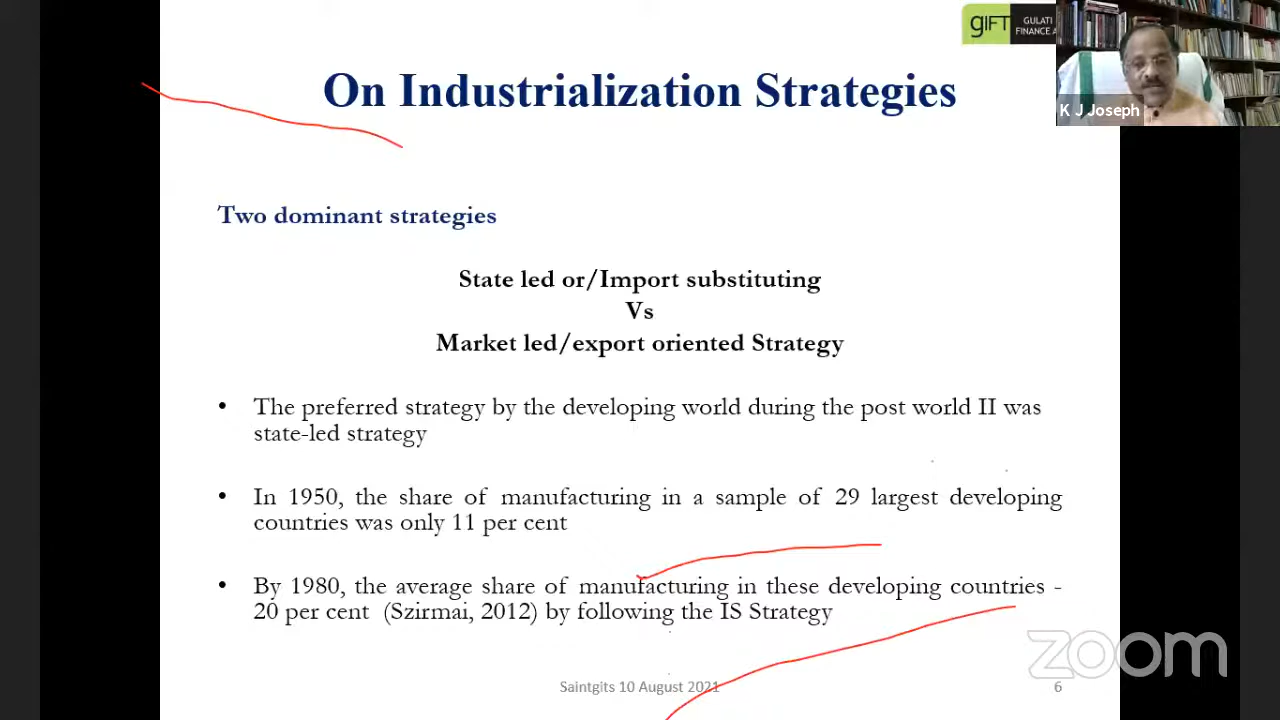 gift GULATI
FINANCE A
K J Joseph
On Industrialization Strategies
Two dominant strategies
State led or/Import substituting
Vs
Market led/export oriented Strategy
• The preferred strategy by the developing world during the post world II was
state-led strategy
• In 1950, the share of manufacturing in a sample of 29 largest developing
countries was only 11 per cent
• By 1980, the average share of manufacturing in these developing countries -
20 per cent (Szirmai, 2012) by following the IS Strategy
zoom
Saintgits 10 August 2021 6